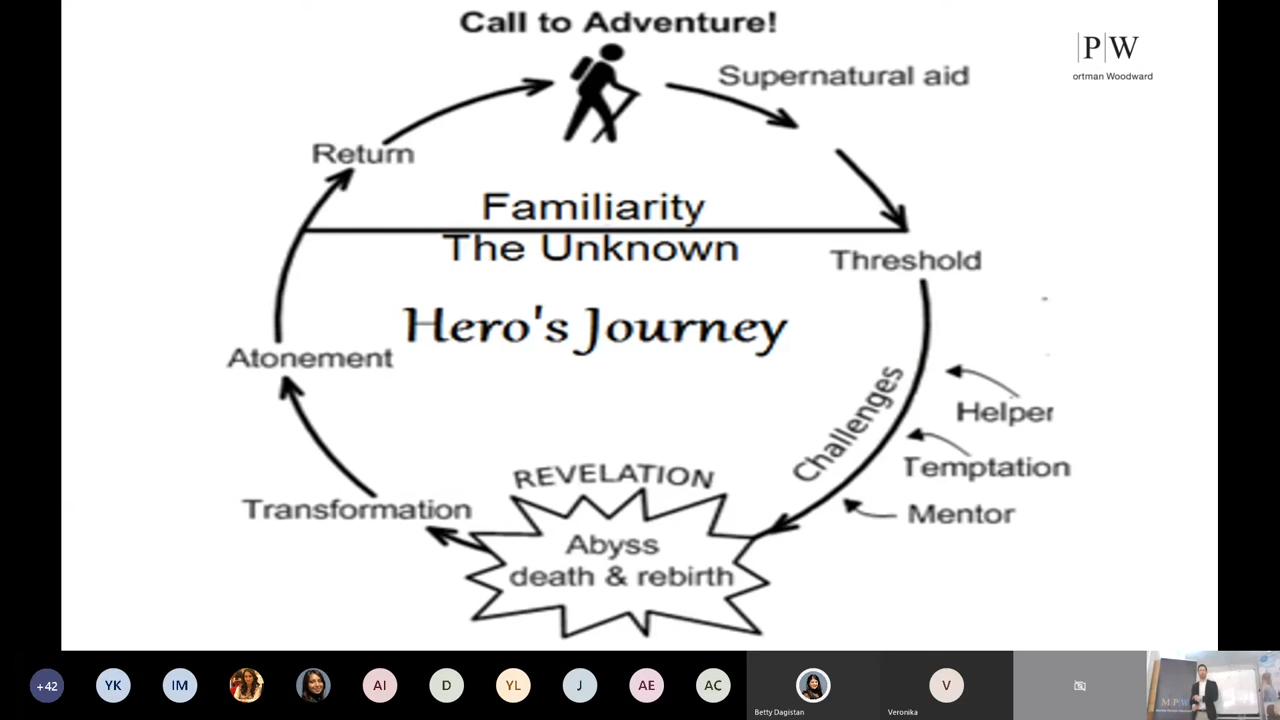 Call to Adventure!
|P|W
ortman Woodward
Supernatural aid
Return
Familiarity
The Unknown
Threshold
Hero's Journey
Atonement
Challenges
Helper
Temptation
Mentor
REVELATION
Transformation
Abyss
death & rebirth
+42
YK
IM
AI
D
YL
J
AE
AC
V
Betty Dagistan
Veronika